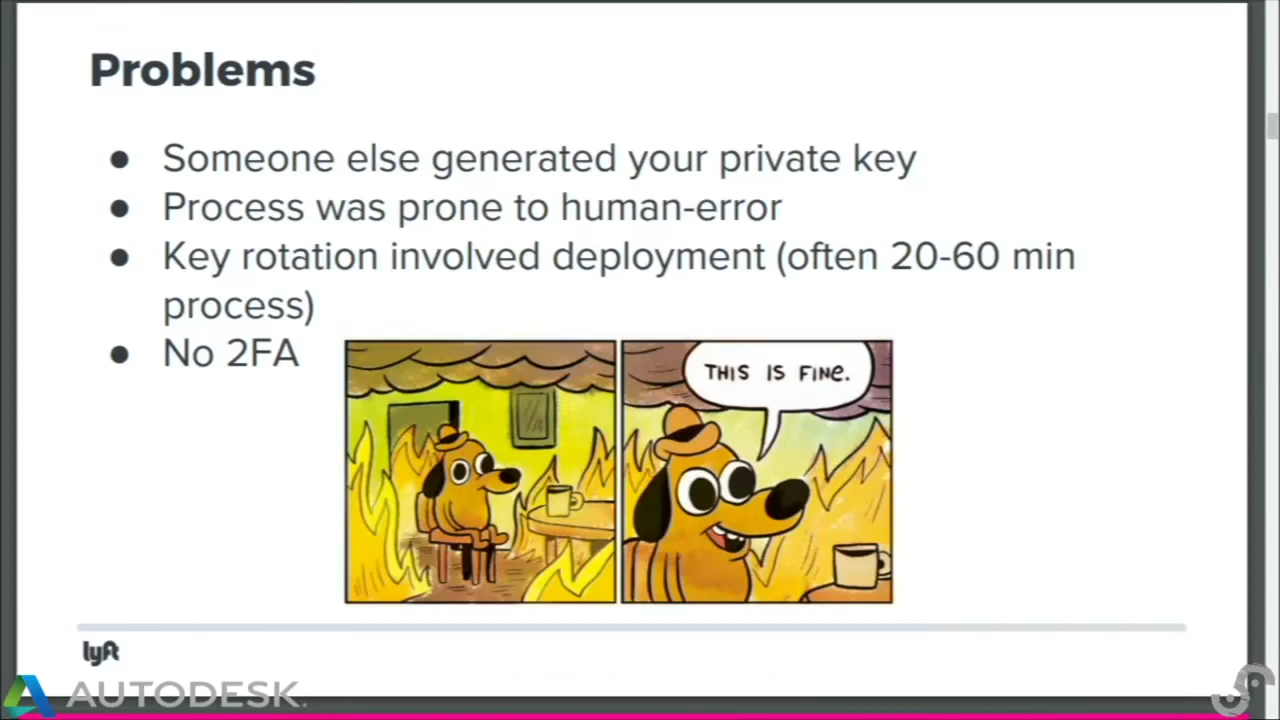 Problems
● Someone else generated your private key
● Process was prone to human-error
● Key rotation involved deployment (often 20-60 min
process)
● No 2FA
THIS IS FINE.
lyft
AUTODESK.